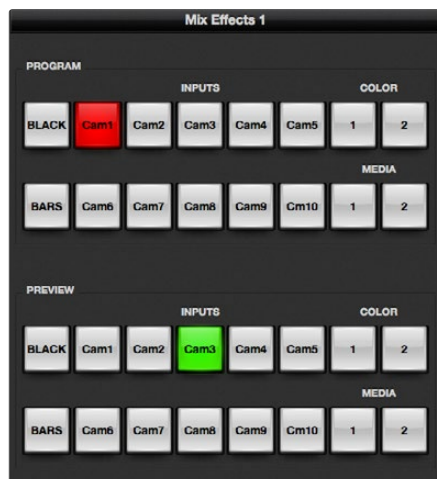 Mix Effects 1
PROGRAM
INPUTS COLOR
BLACK Cam1 Cam2 Cam3 Cam4 Cam5 1 2
MEDIA
BARS Cam6 Cam7 Cam8 Cam9 Cm10 1 2
PREVIEW
INPUTS COLOR
BLACK Cam1 Cam2 Cam3 Cam4 Cam5 1 2
MEDIA
BARS Cam6 Cam7 Cam8 Cam9 Cm10 1 2